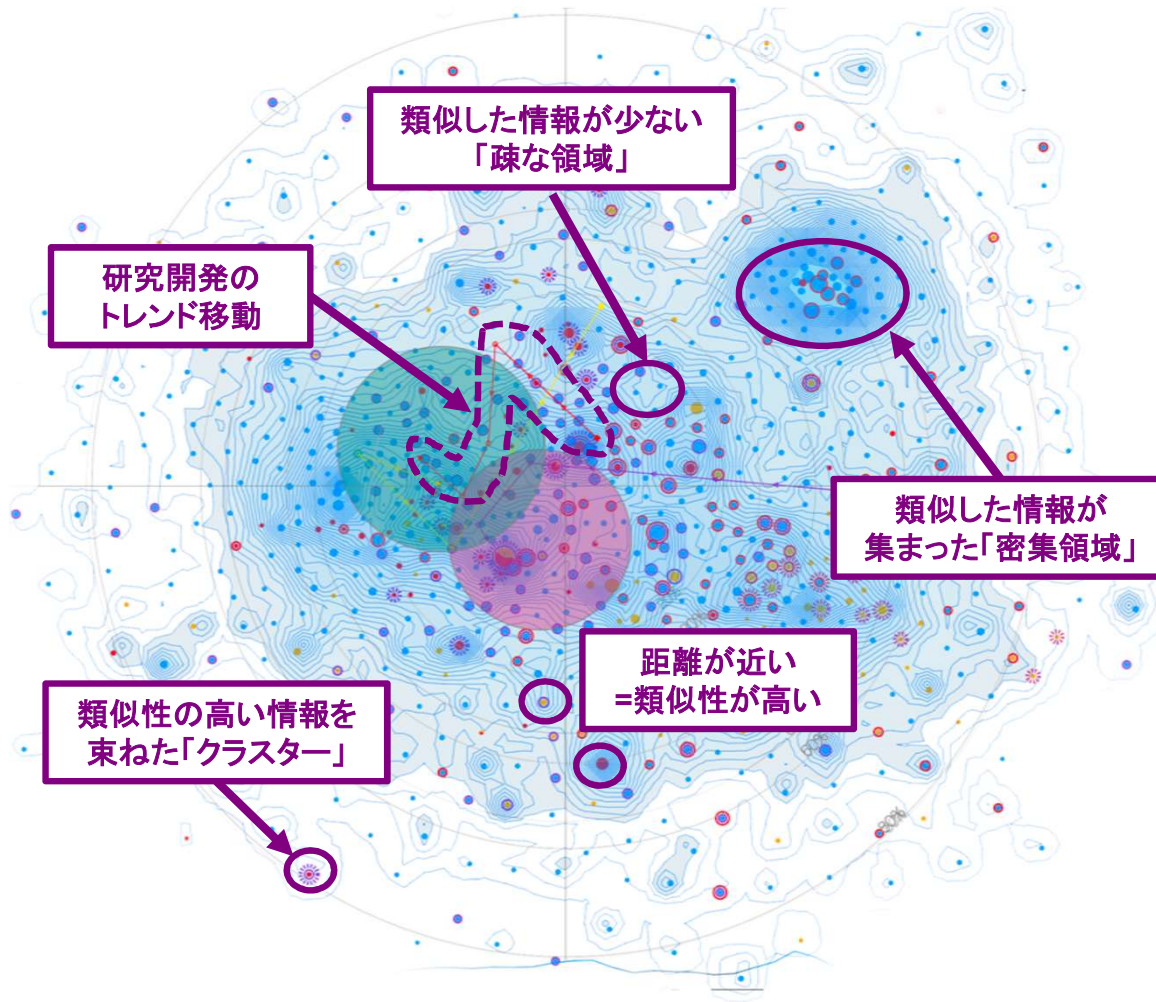 類似した情報が少ない
「疎な領域」
研究開発の
トレンド移動
類似した情報が
集まった「密集領域」
距離が近い
=類似性が高い
類似性の高い情報を
束ねた「クラスター」